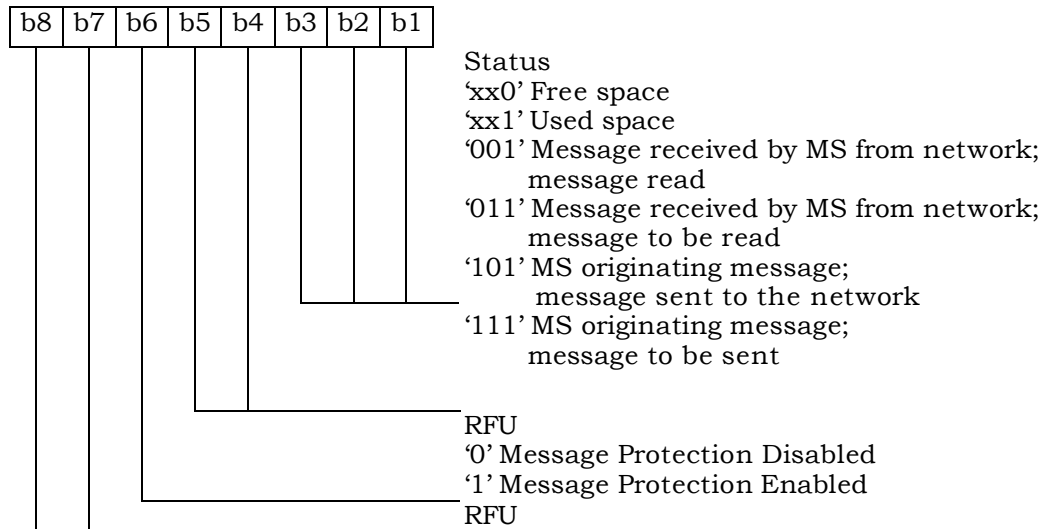 b8 b7 b6 b5 b4 b3 b2 b1
Status
‘xx0’ Free space
‘xx1’ Used space
‘001’ Message received by MS from network;
message read
‘011’ Message received by MS from network;
message to be read
‘101’ MS originating message;
message sent to the network
‘111’ MS originating message;
message to be sent
RFU
‘0’ Message Protection Disabled
‘1’ Message Protection Enabled
RFU